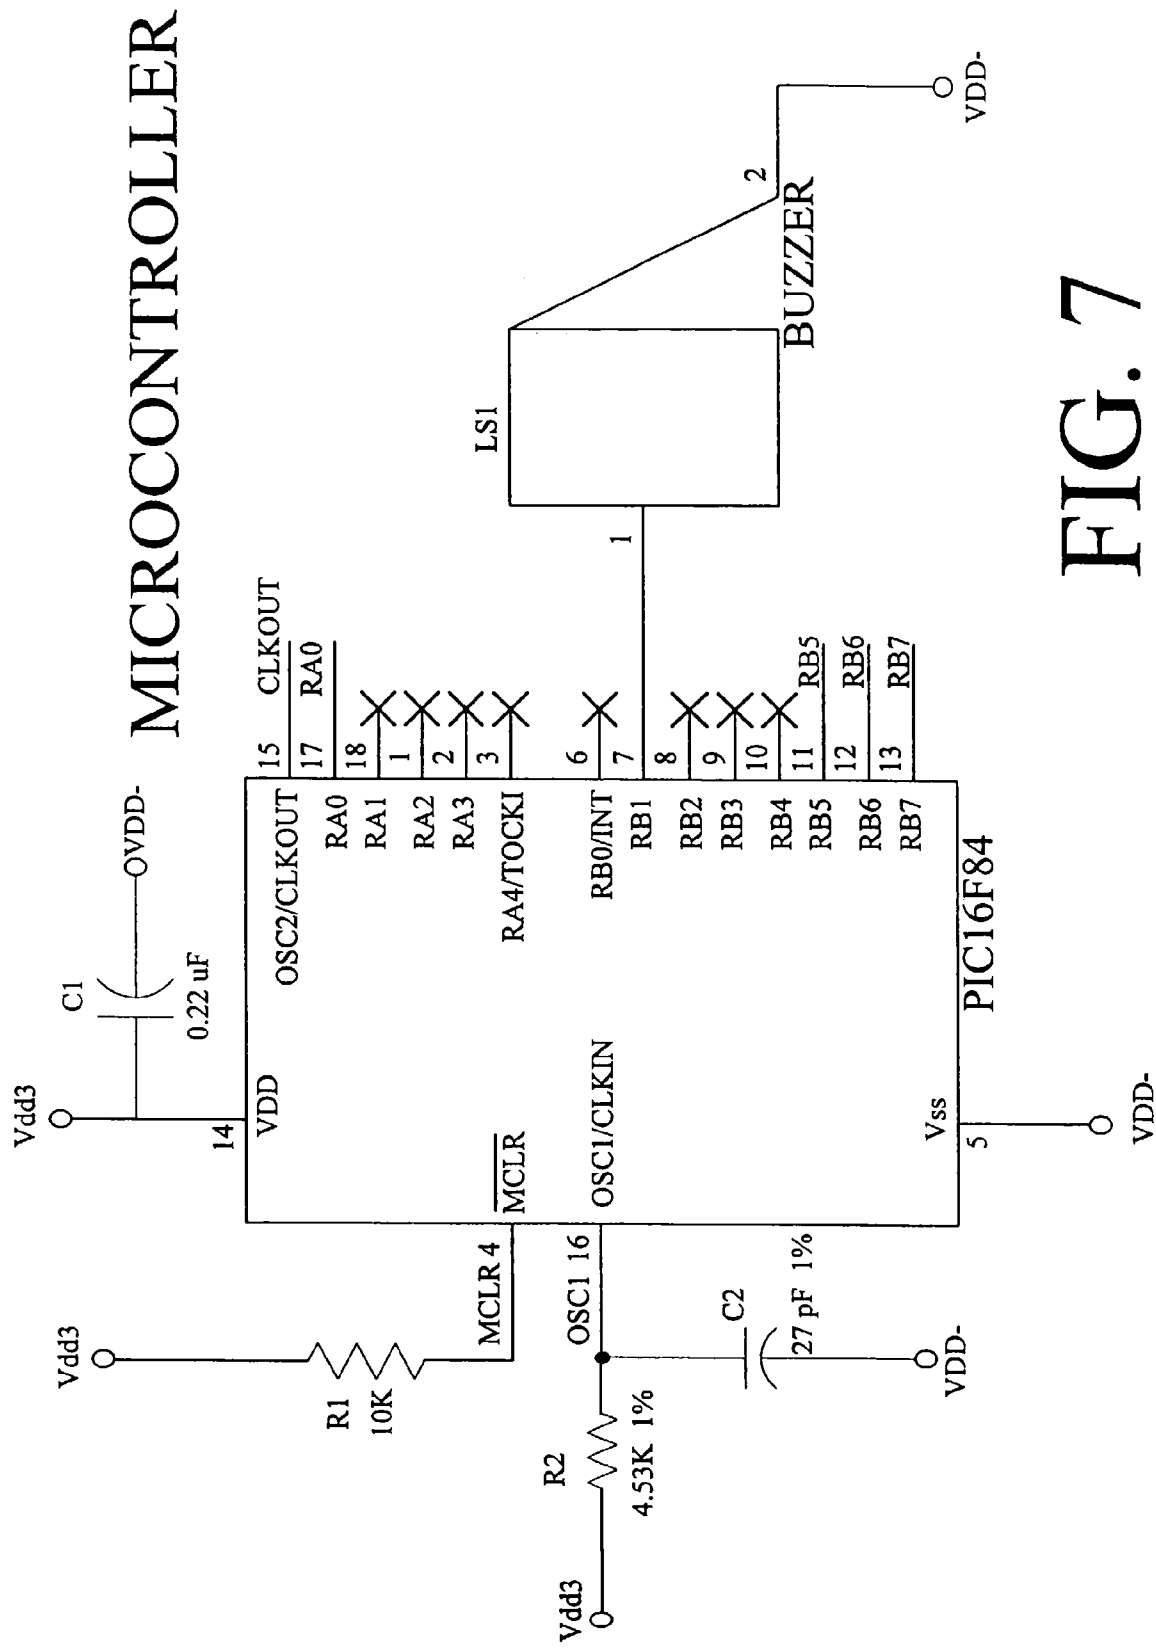 MICROCONTROLLER
Vdd3
C1
VDD-
0.22 uF
14
VDD
Vdd3
R1
10K
MCLR 4
MCLR
OSC1 16
OSC1/CLKIN
Vdd3
R2
4.53K 1%
C2
27 pF 1%
VDD-
Vss
5
VDD-
PIC16F84
OSC2/CLKOUT
15
CLKOUT
RA0
17
RA0
RA1
18
RA2
1
RA3
2
RA4/TOCKI
3
RB0/INT
6
RB1
7
RB2
8
RB3
9
RB4
10
RB5
11
RB5
RB6
12
RB6
RB7
13
RB7
LS1
1
2
BUZZER
VDD-
FIG. 7